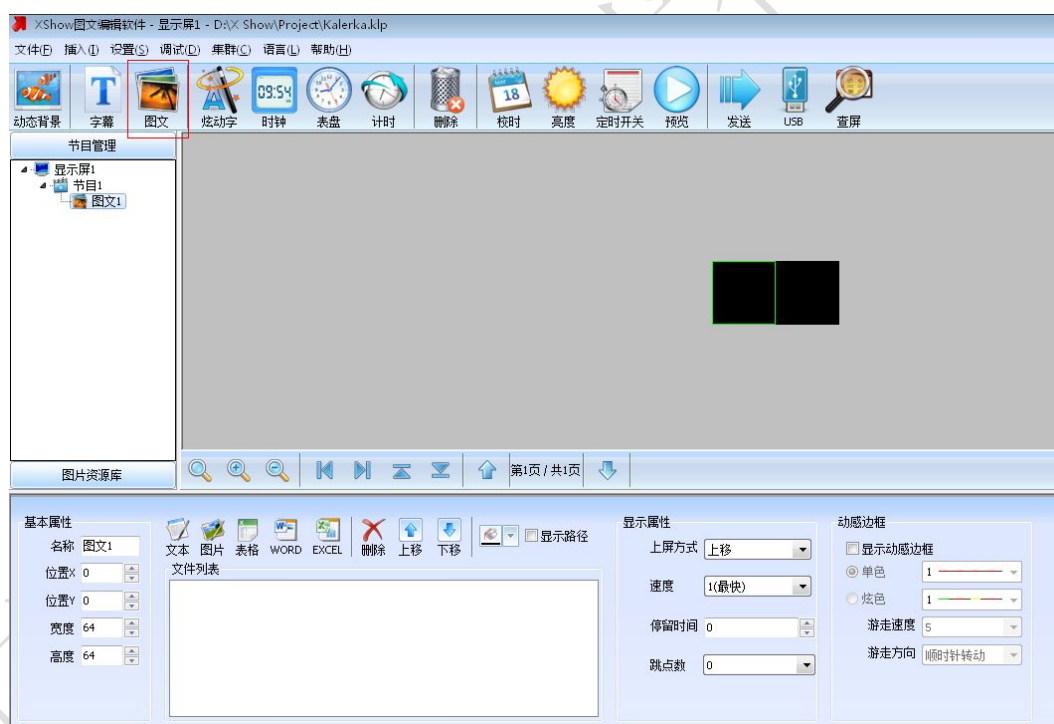 XShow图文编辑软件 - 显示屏1 - D:\X Show\Project\Kalerka.klp
文件(F) 插入(I) 设置(S) 调试(D) 集群(C) 语言(L) 帮助(H)
09:54
18
动态背景 字幕 图文 炫动字 时钟 表盘 计时 删除 校时 亮度 定时开关 预览 发送 USB 查屏
节目管理
显示屏1
节目1
图文1
图片资源库
第1页 / 共1页
基本属性
名称 图文1
位置X 0
位置Y 0
宽度 64
高度 64
文本 图片 表格 WORD EXCEL 删除 上移 下移 显示路径
文件列表
显示属性
上屏方式 上移
速度 1(最快)
停留时间 0
跳点数 0
动感边框
显示动感边框
单色 1
炫色 1
游走速度 5
游走方向 顺时针转动